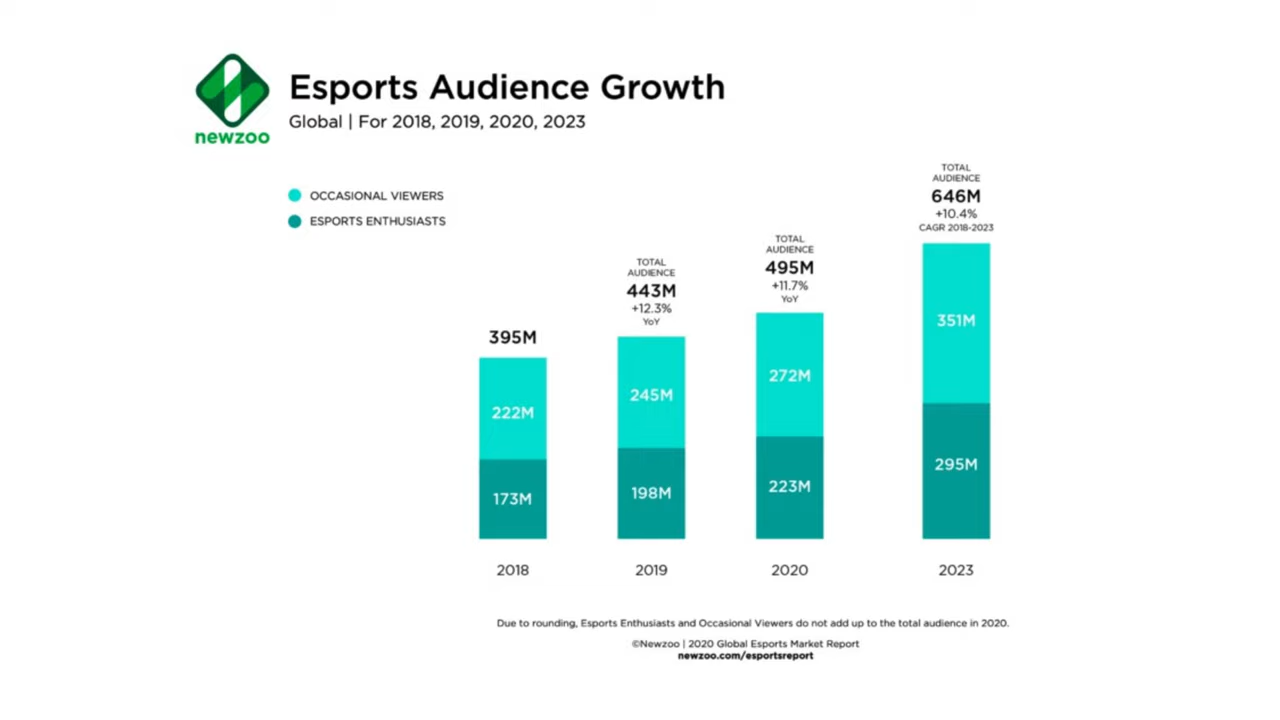 Esports Audience Growth
Global | For 2018, 2019, 2020, 2023
newzoo
OCCASIONAL VIEWERS
ESPORTS ENTHUSIASTS
395M
222M
173M
2018
TOTAL
AUDIENCE
443M
+12.3%
YoY
245M
198M
2019
TOTAL
AUDIENCE
495M
+11.7%
YoY
272M
223M
2020
TOTAL
AUDIENCE
646M
+10.4%
CAGR 2018-2023
351M
295M
2023
Due to rounding, Esports Enthusiasts and Occasional Viewers do not add up to the total audience in 2020.
©Newzoo | 2020 Global Esports Market Report
newzoo.com/esportsreport